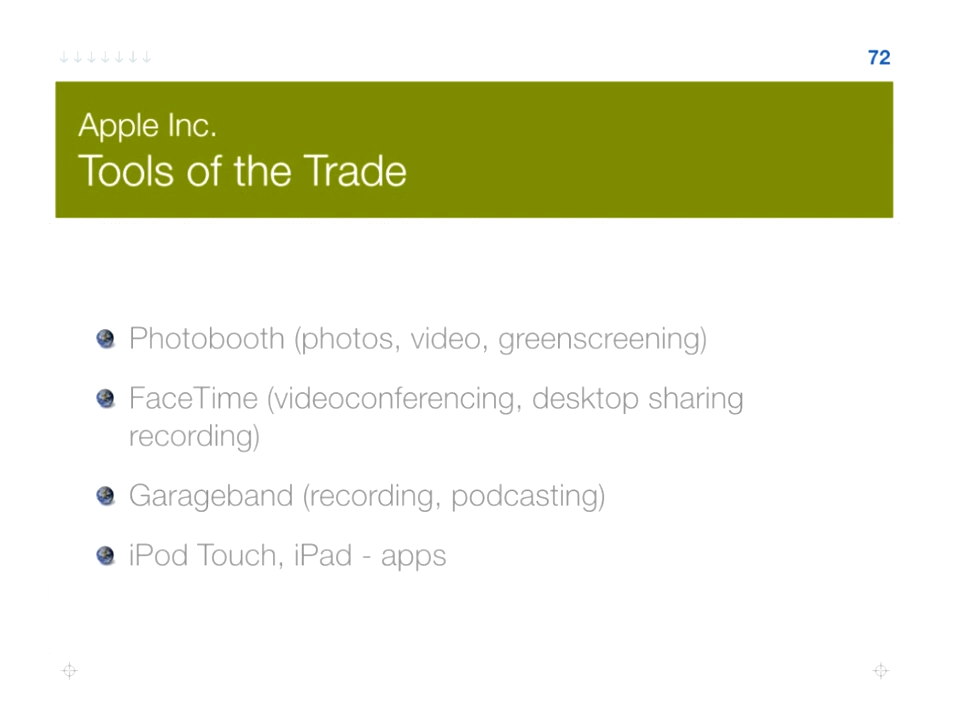 72
Apple Inc.
Tools of the Trade
Photobooth (photos, video, greenscreening)
FaceTime (videoconferencing, desktop sharing
recording)
Garageband (recording, podcasting)
iPod Touch, iPad - apps